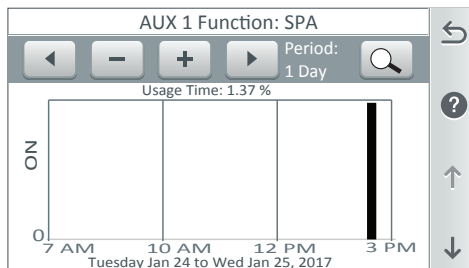 AUX 1 Function: SPA
Period:
1 Day
Usage Time: 1.37 %
ON
0
7 AM 10 AM 12 PM 3 PM
Tuesday Jan 24 to Wed Jan 25, 2017
?